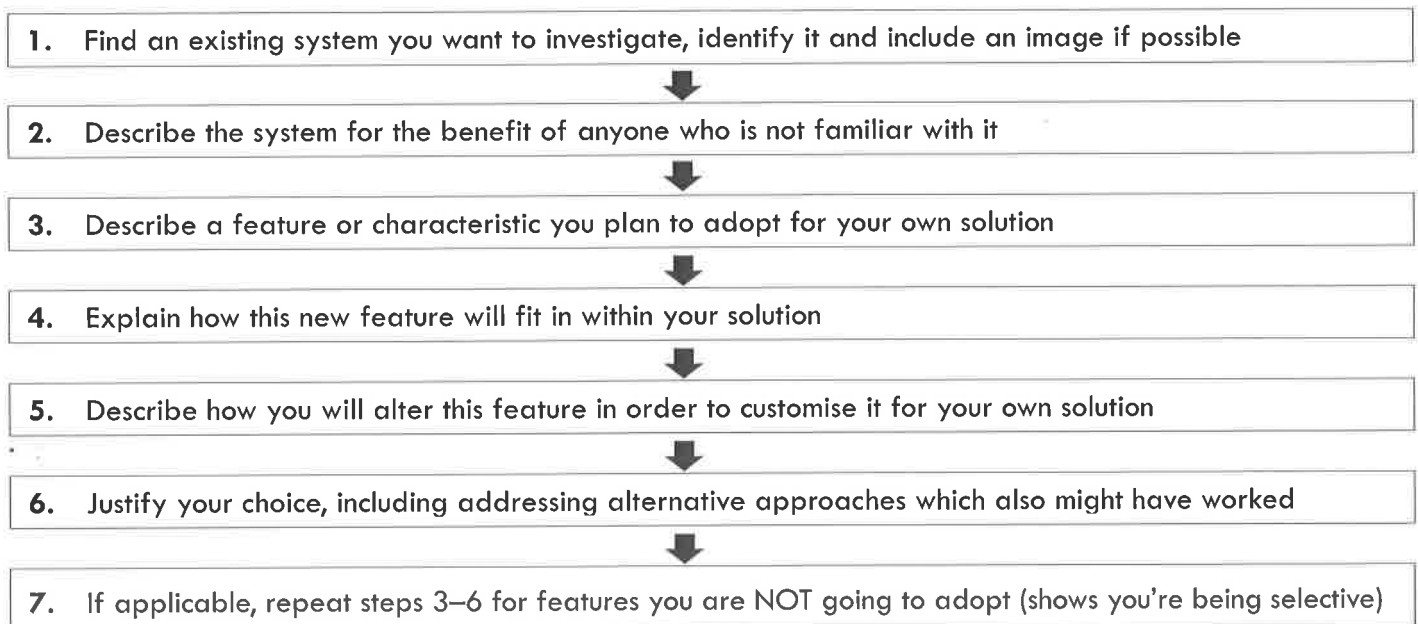 1. Find an existing system you want to investigate, identify it and include an image if possible
2. Describe the system for the benefit of anyone who is not familiar with it
3. Describe a feature or characteristic you plan to adopt for your own solution
4. Explain how this new feature will fit in within your solution
5. Describe how you will alter this feature in order to customise it for your own solution
6. Justify your choice, including addressing alternative approaches which also might have worked
7. If applicable, repeat steps 3–6 for features you are NOT going to adopt (shows you're being selective)